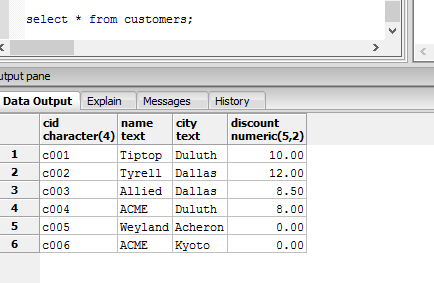 select * from customers;
utput pane
Data Output Explain Messages History
cid name city discount
character(4) text text numeric(5,2)
1 c001 Tiptop Duluth 10.00
2 c002 Tyrell Dallas 12.00
3 c003 Allied Dallas 8.50
4 c004 ACME Duluth 8.00
5 c005 Weyland Acheron 0.00
6 c006 ACME Kyoto 0.00